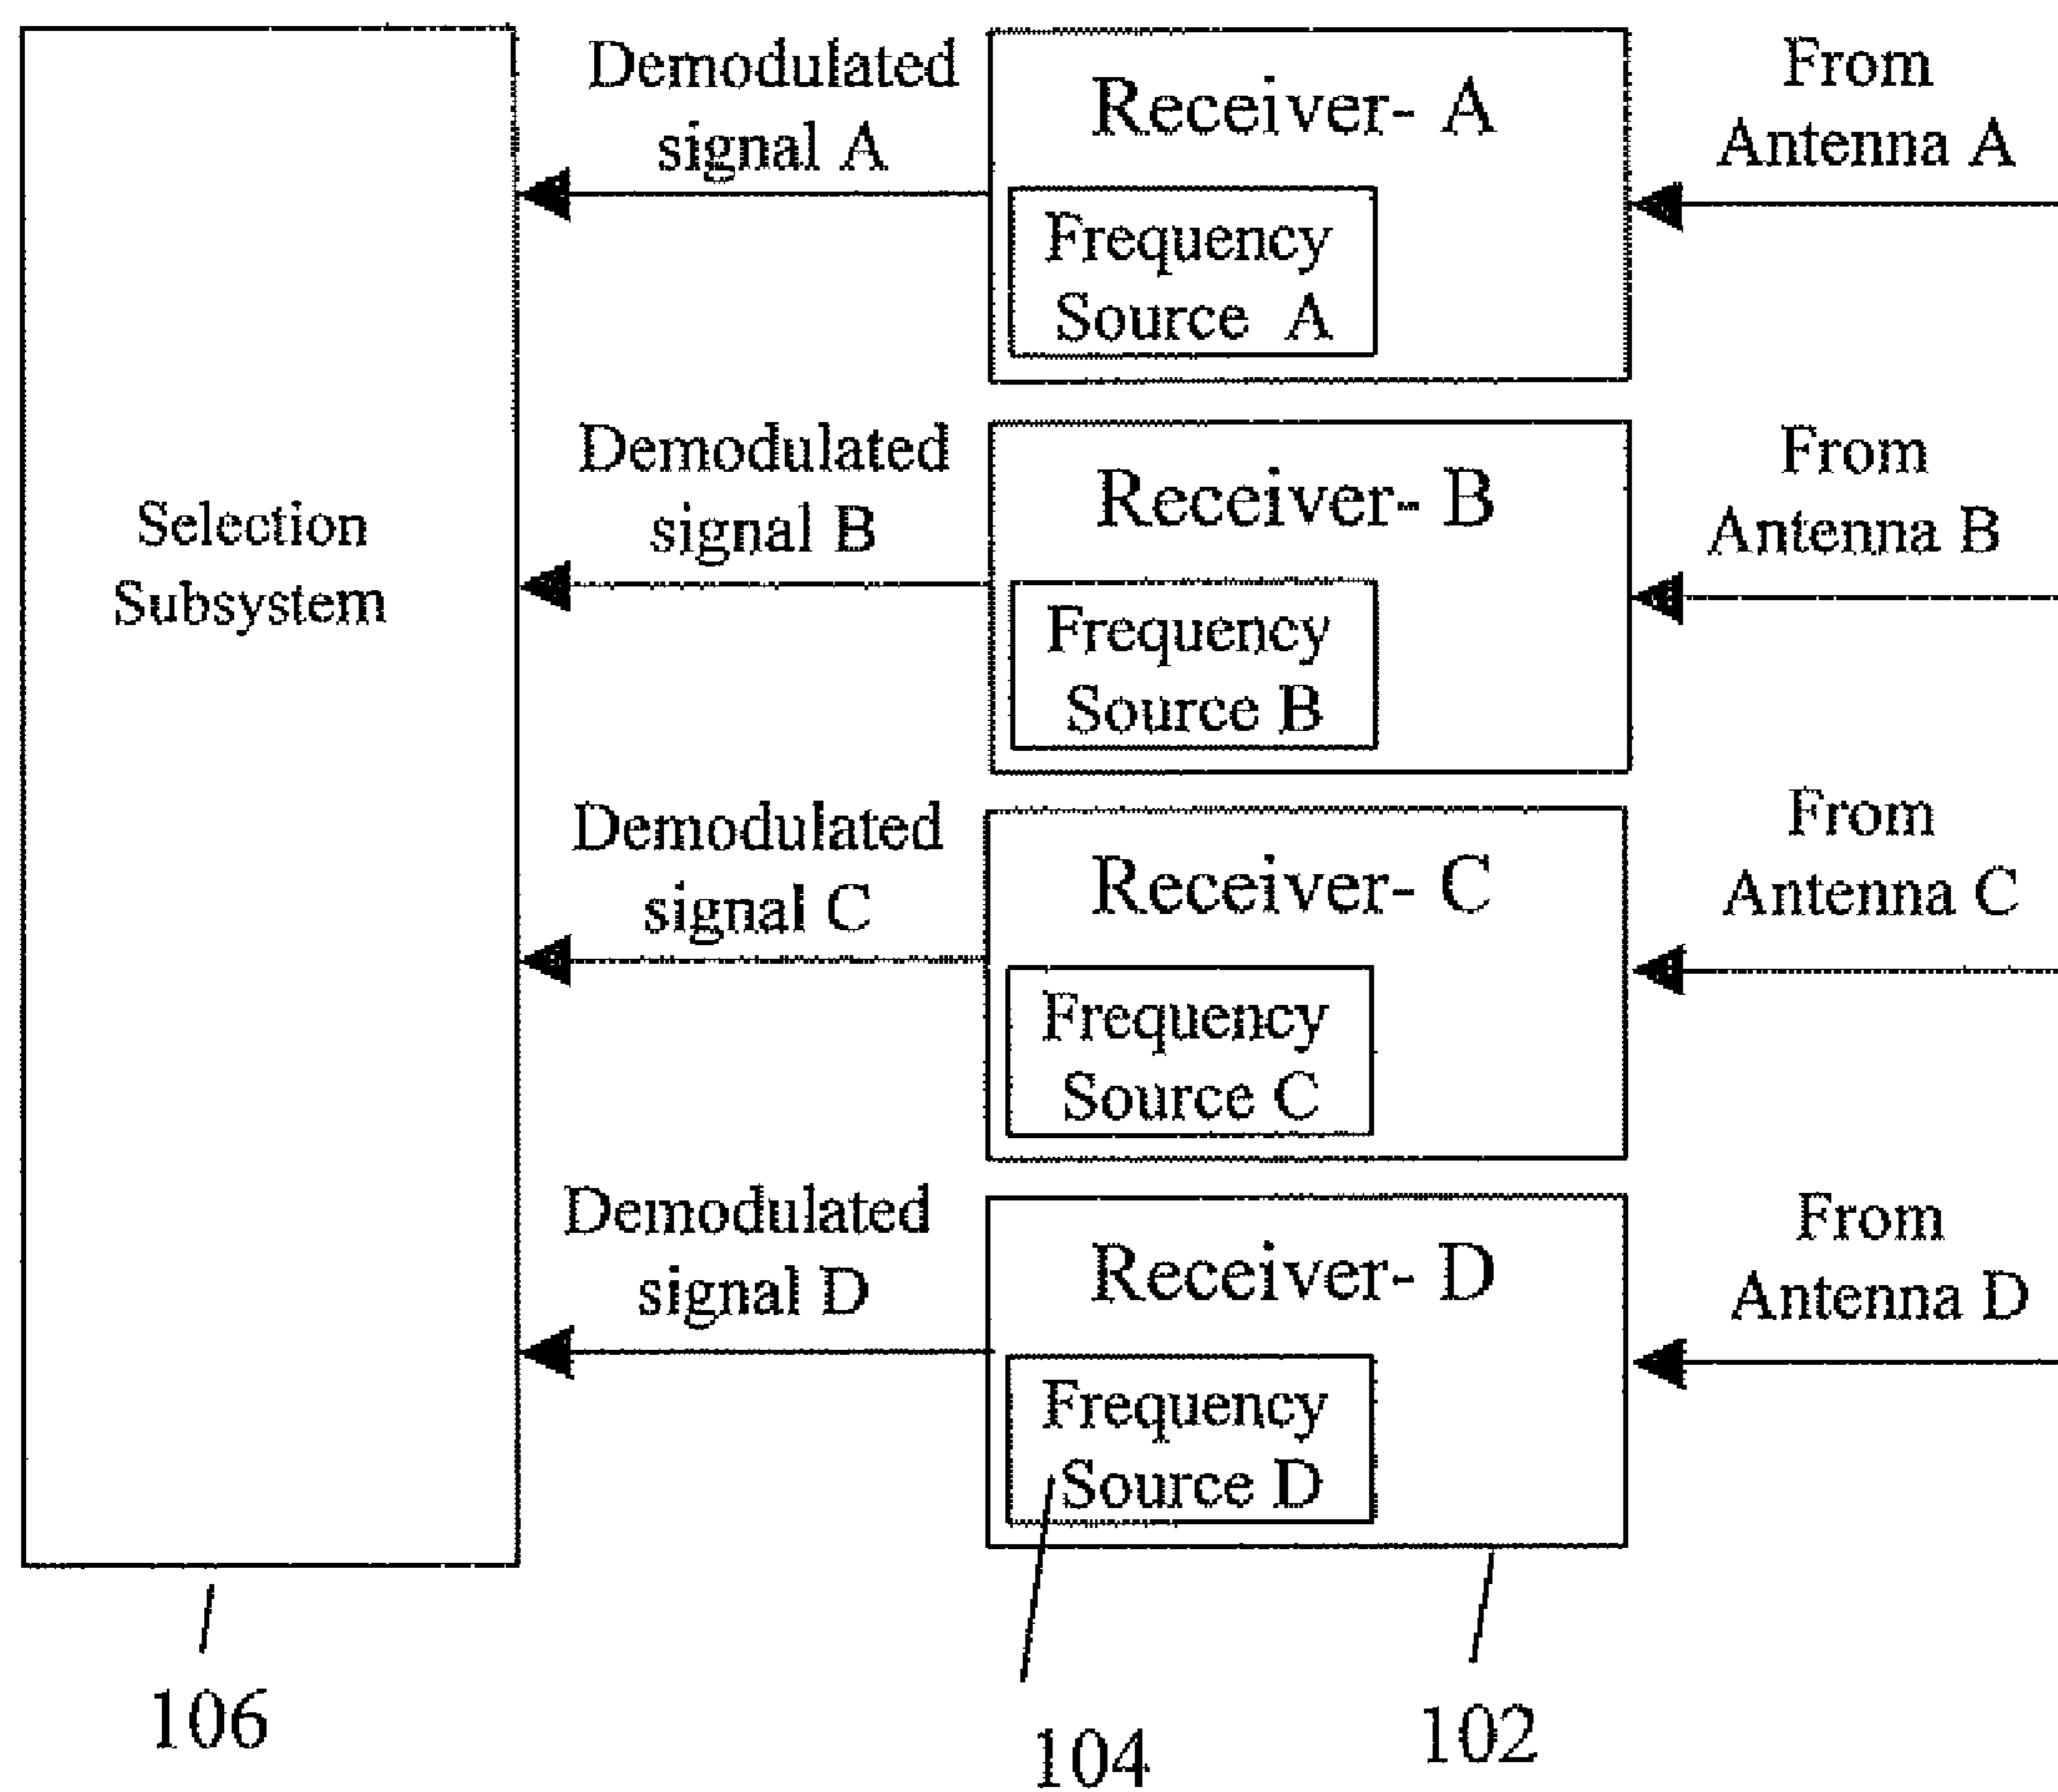 Demodulated
signal A
Receiver- A
From
Antenna A
Frequency
Source A
Selection
Subsystem
Demodulated
signal B
Receiver- B
From
Antenna B
Frequency
Source B
Demodulated
signal C
Receiver- C
From
Antenna C
Frequency
Source C
Demodulated
signal D
Receiver- D
From
Antenna D
Frequency
Source D
106
104
102